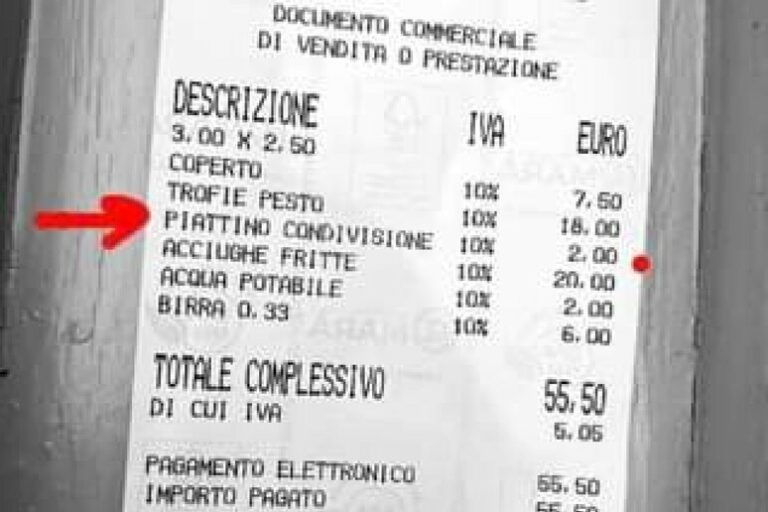 DOCUMENTO COMMERCIALE
DI VENDITA O PRESTAZIONE
DESCRIZIONE IVA EURO
3.00 X 2.50
COPERTO 10% 7,50
TROFIE PESTO 10% 18.00
PIATTINO CONDIVISIONE 10% 2.00
ACCIUGHE FRITTE 10% 20.00
ACQUA POTABILE 10% 2.00
BIRRA 0.33 10% 6.00
TOTALE COMPLESSIVO 55,50
DI CUI IVA 5.05
PAGAMENTO ELETTRONICO 55.50
IMPORTO PAGATO 55.50